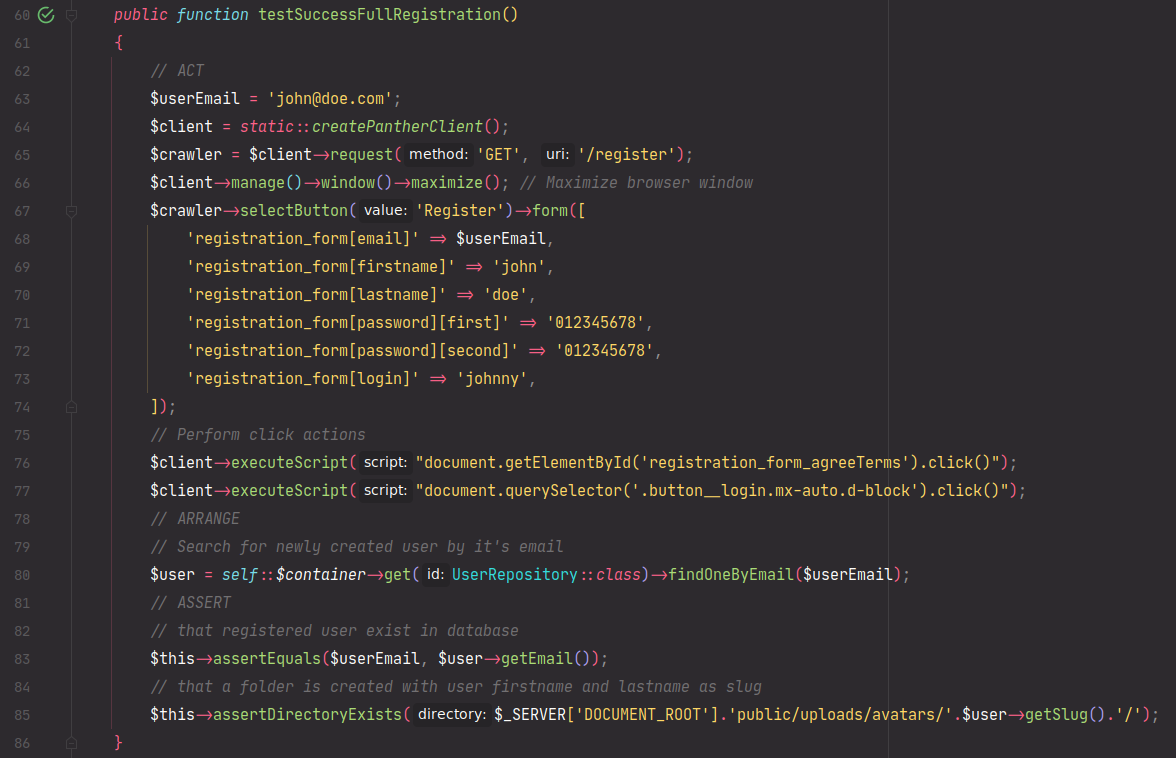 60 public function testSuccessFullRegistration()
61 {
62 // ACT
63 $userEmail = 'john@doe.com';
64 $client = static::createPantherClient();
65 $crawler = $client->request( method: 'GET', uri: '/register');
66 $client->manage()->window()->maximize(); // Maximize browser window
67 $crawler->selectButton( value: 'Register')->form([
68 'registration_form[email]' => $userEmail,
69 'registration_form[firstname]' => 'john',
70 'registration_form[lastname]' => 'doe',
71 'registration_form[password][first]' => '012345678',
72 'registration_form[password][second]' => '012345678',
73 'registration_form[login]' => 'johnny',
74 ]);
75 // Perform click actions
76 $client->executeScript( script: "document.getElementById('registration_form_agreeTerms').click()");
77 $client->executeScript( script: "document.querySelector('.button__login.mx-auto.d-block').click()");
78 // ARRANGE
79 // Search for newly created user by it's email
80 $user = self::$container->get( id: UserRepository::class)->findOneByEmail($userEmail);
81 // ASSERT
82 // that registered user exist in database
83 $this->assertEquals($userEmail, $user->getEmail());
84 // that a folder is created with user firstname and lastname as slug
85 $this->assertDirectoryExists( directory: $_SERVER['DOCUMENT_ROOT'].'public/uploads/avatars/'.$user->getSlug().'/');
86 }